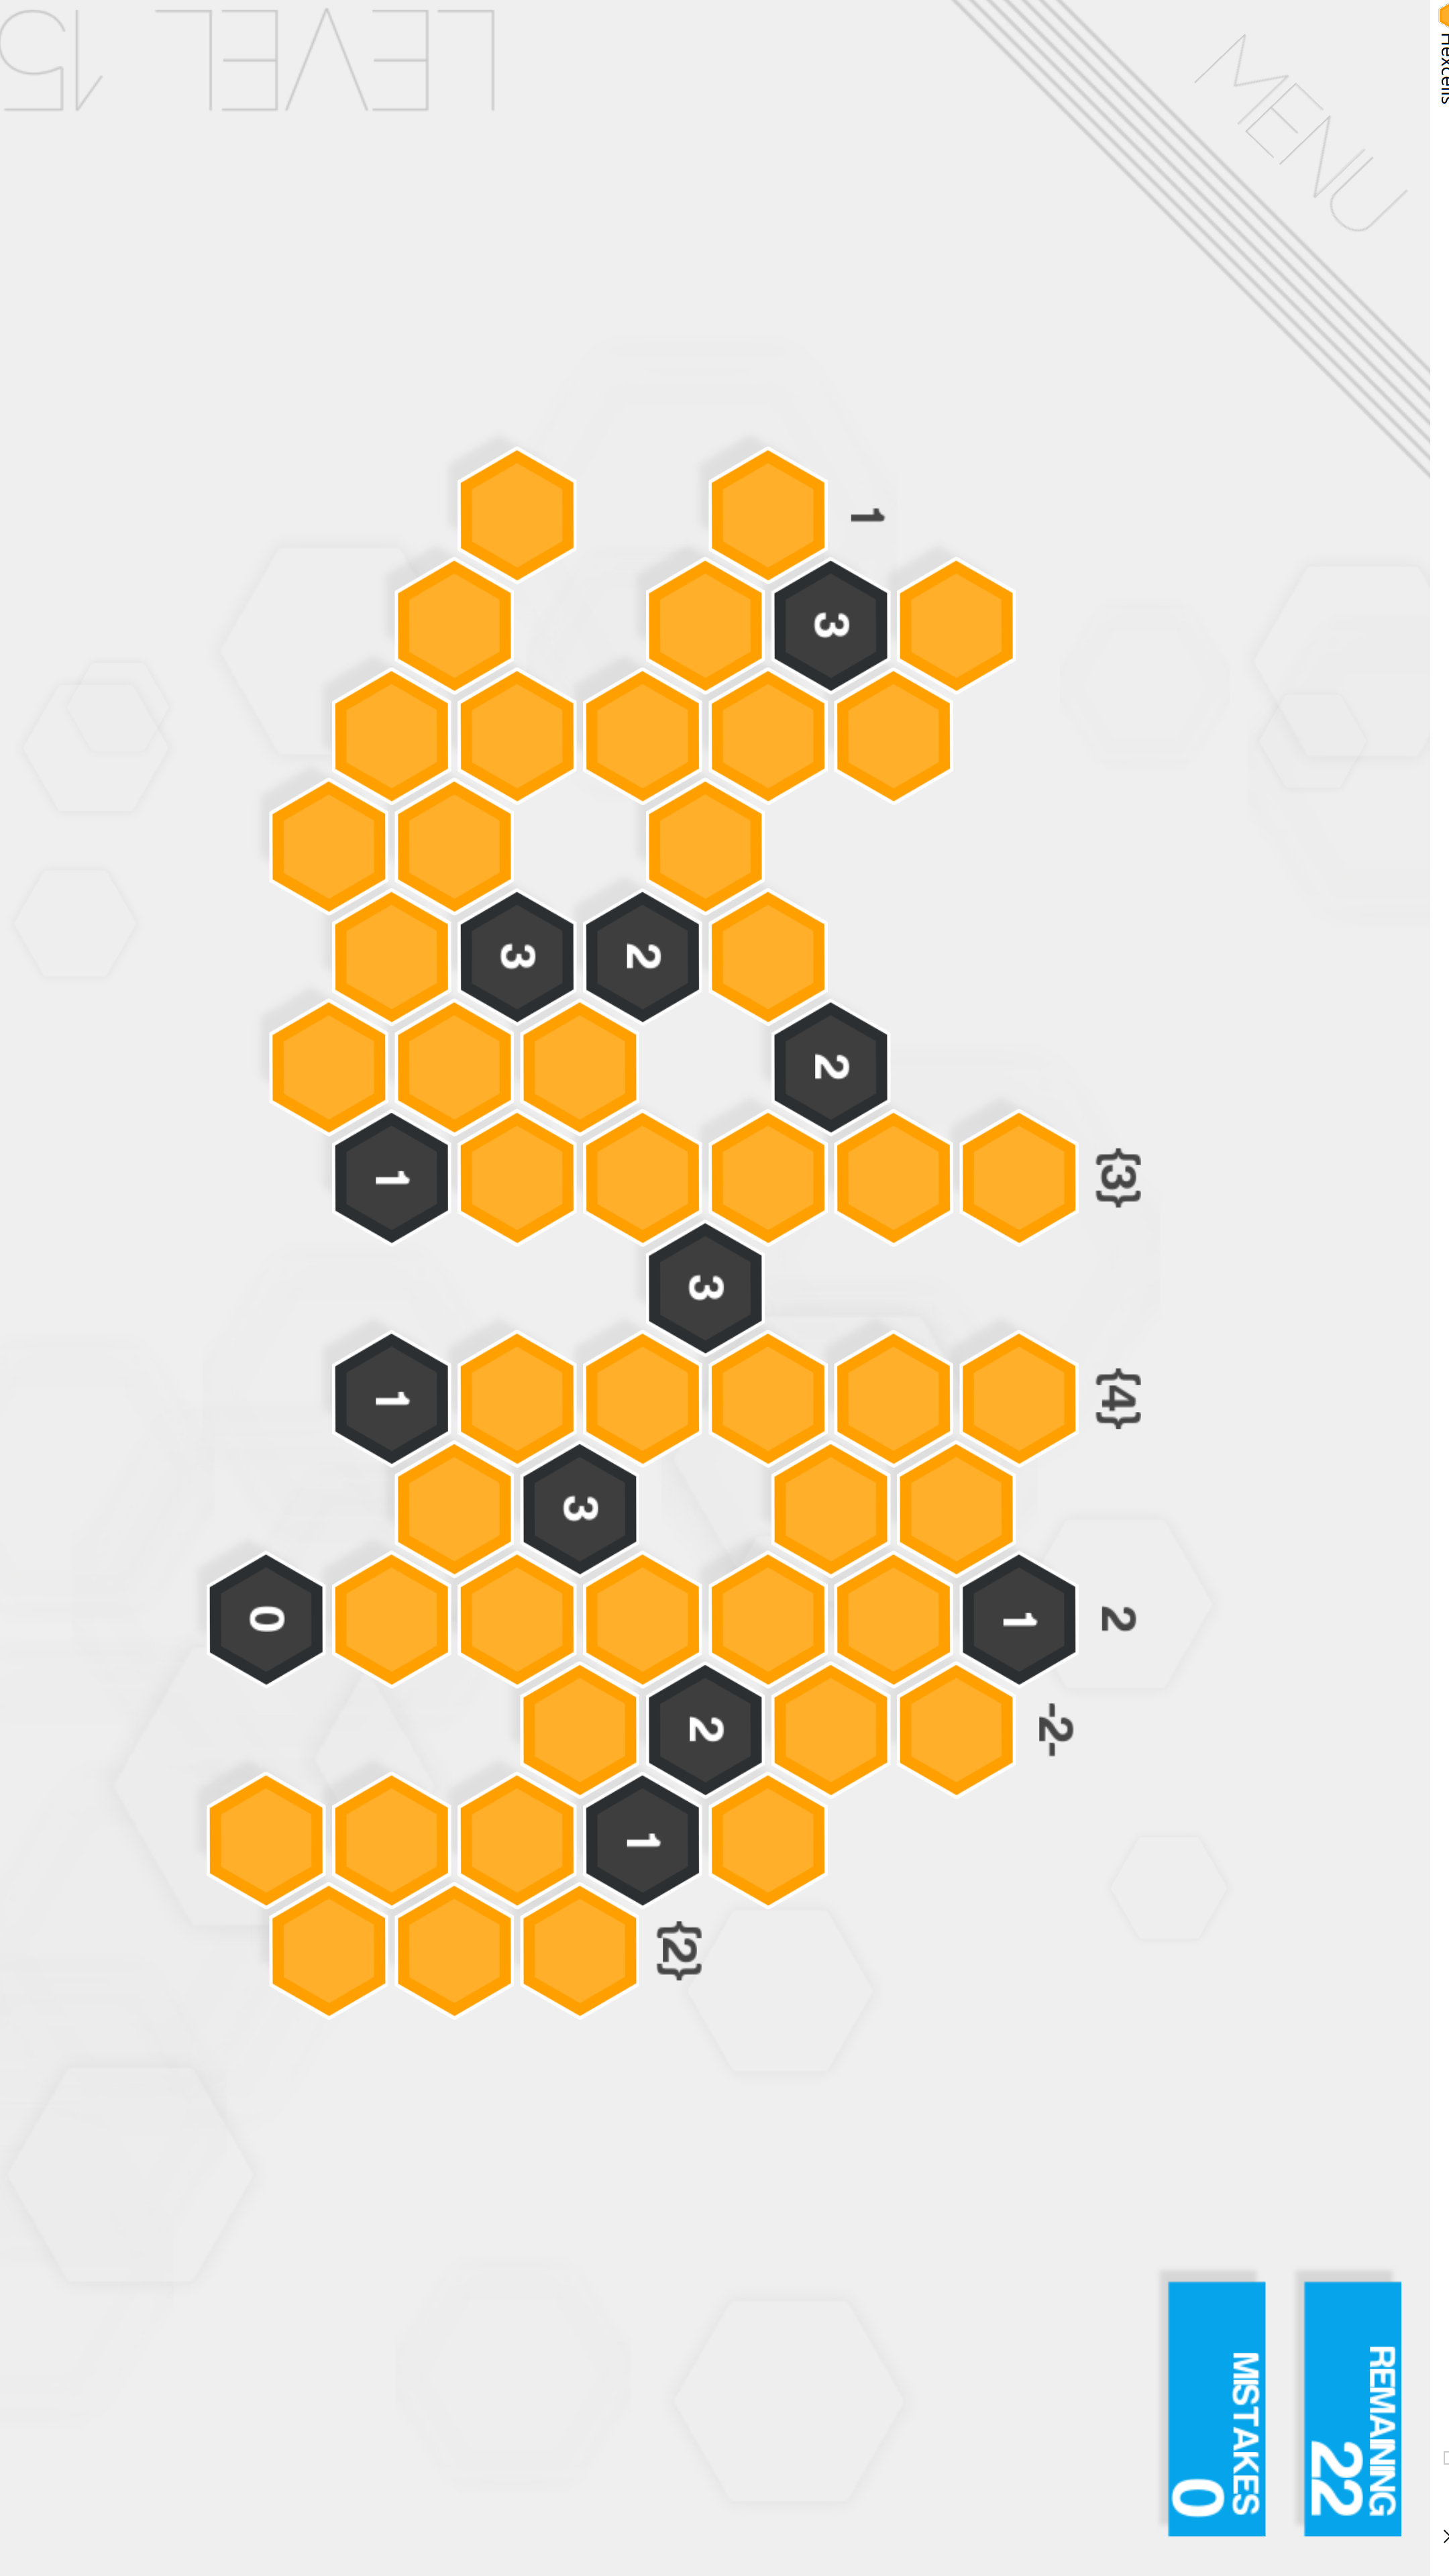 Hexcells
MENU
REMAINING
22
MISTAKES
0
{3} {4} 2
-2-
1
1
3 2
3 2
{2}
2 1
3
3
1 1
0
LEVEL 15